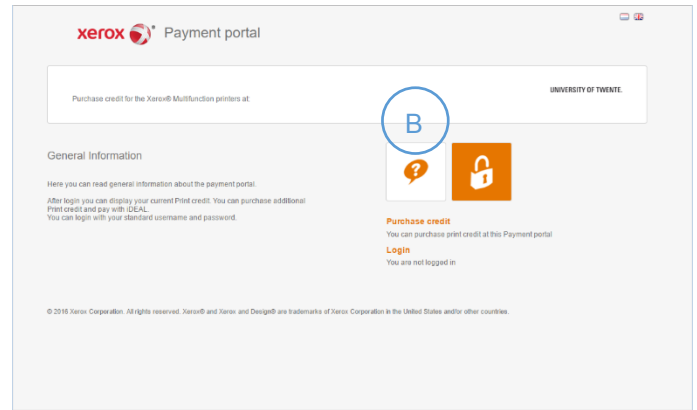 xerox Payment portal
Purchase credit for the Xerox® Multifunction printers at:
UNIVERSITY OF TWENTE.
B
General Information
Here you can read general information about the payment portal.
After login you can display your current Print credit. You can purchase additional
Print credit and pay with iDEAL.
You can login with your standard username and password.
?
Purchase credit
You can purchase print credit at this Payment portal
Login
You are not logged in
© 2016 Xerox Corporation. All rights reserved. Xerox® and Xerox and Design® are trademarks of Xerox Corporation in the United States and/or other countries.